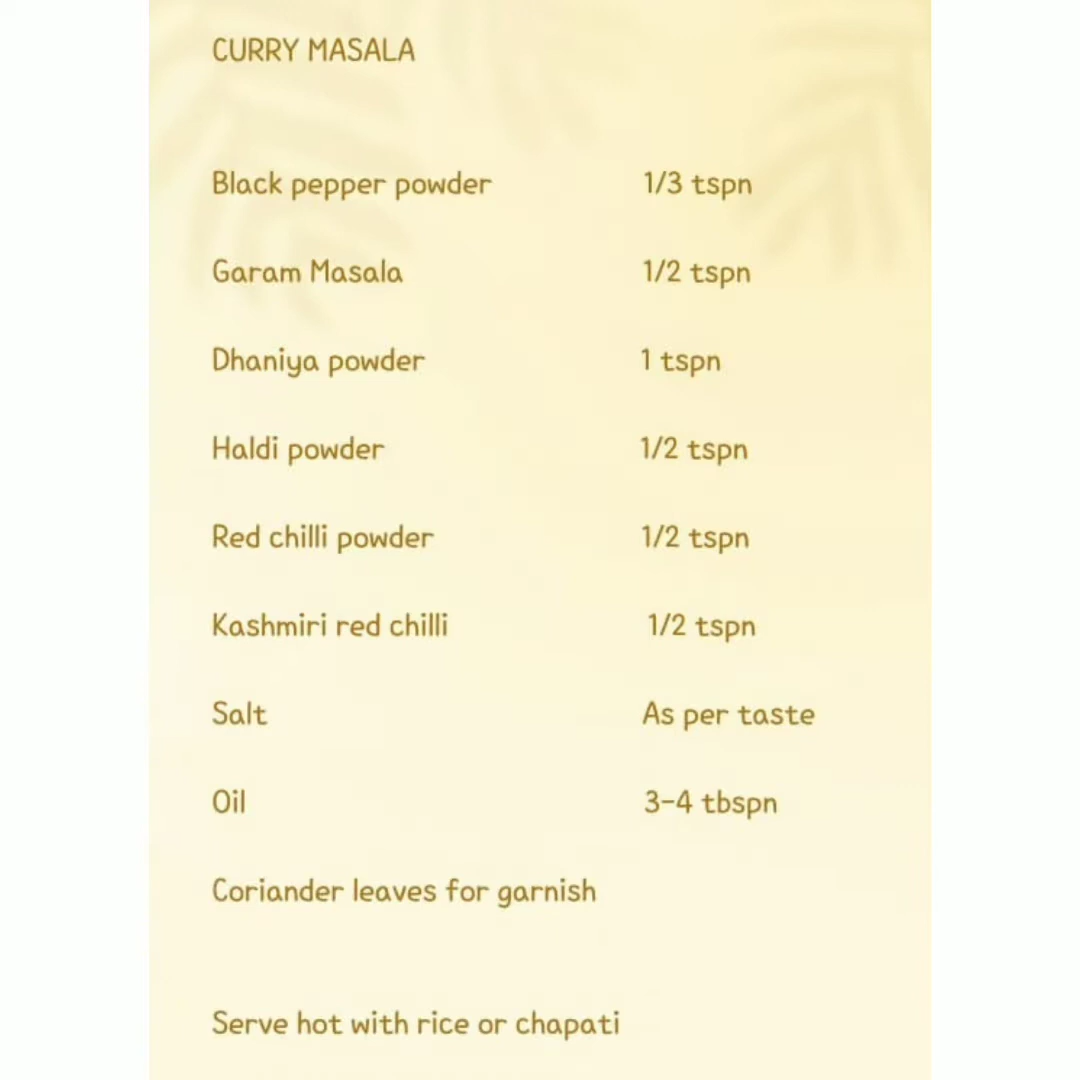 CURRY MASALA
Black pepper powder 1/3 tspn
Garam Masala 1/2 tspn
Dhaniya powder 1 tspn
Haldi powder 1/2 tspn
Red chilli powder 1/2 tspn
Kashmiri red chilli 1/2 tspn
Salt As per taste
Oil 3-4 tbspn
Coriander leaves for garnish
Serve hot with rice or chapati